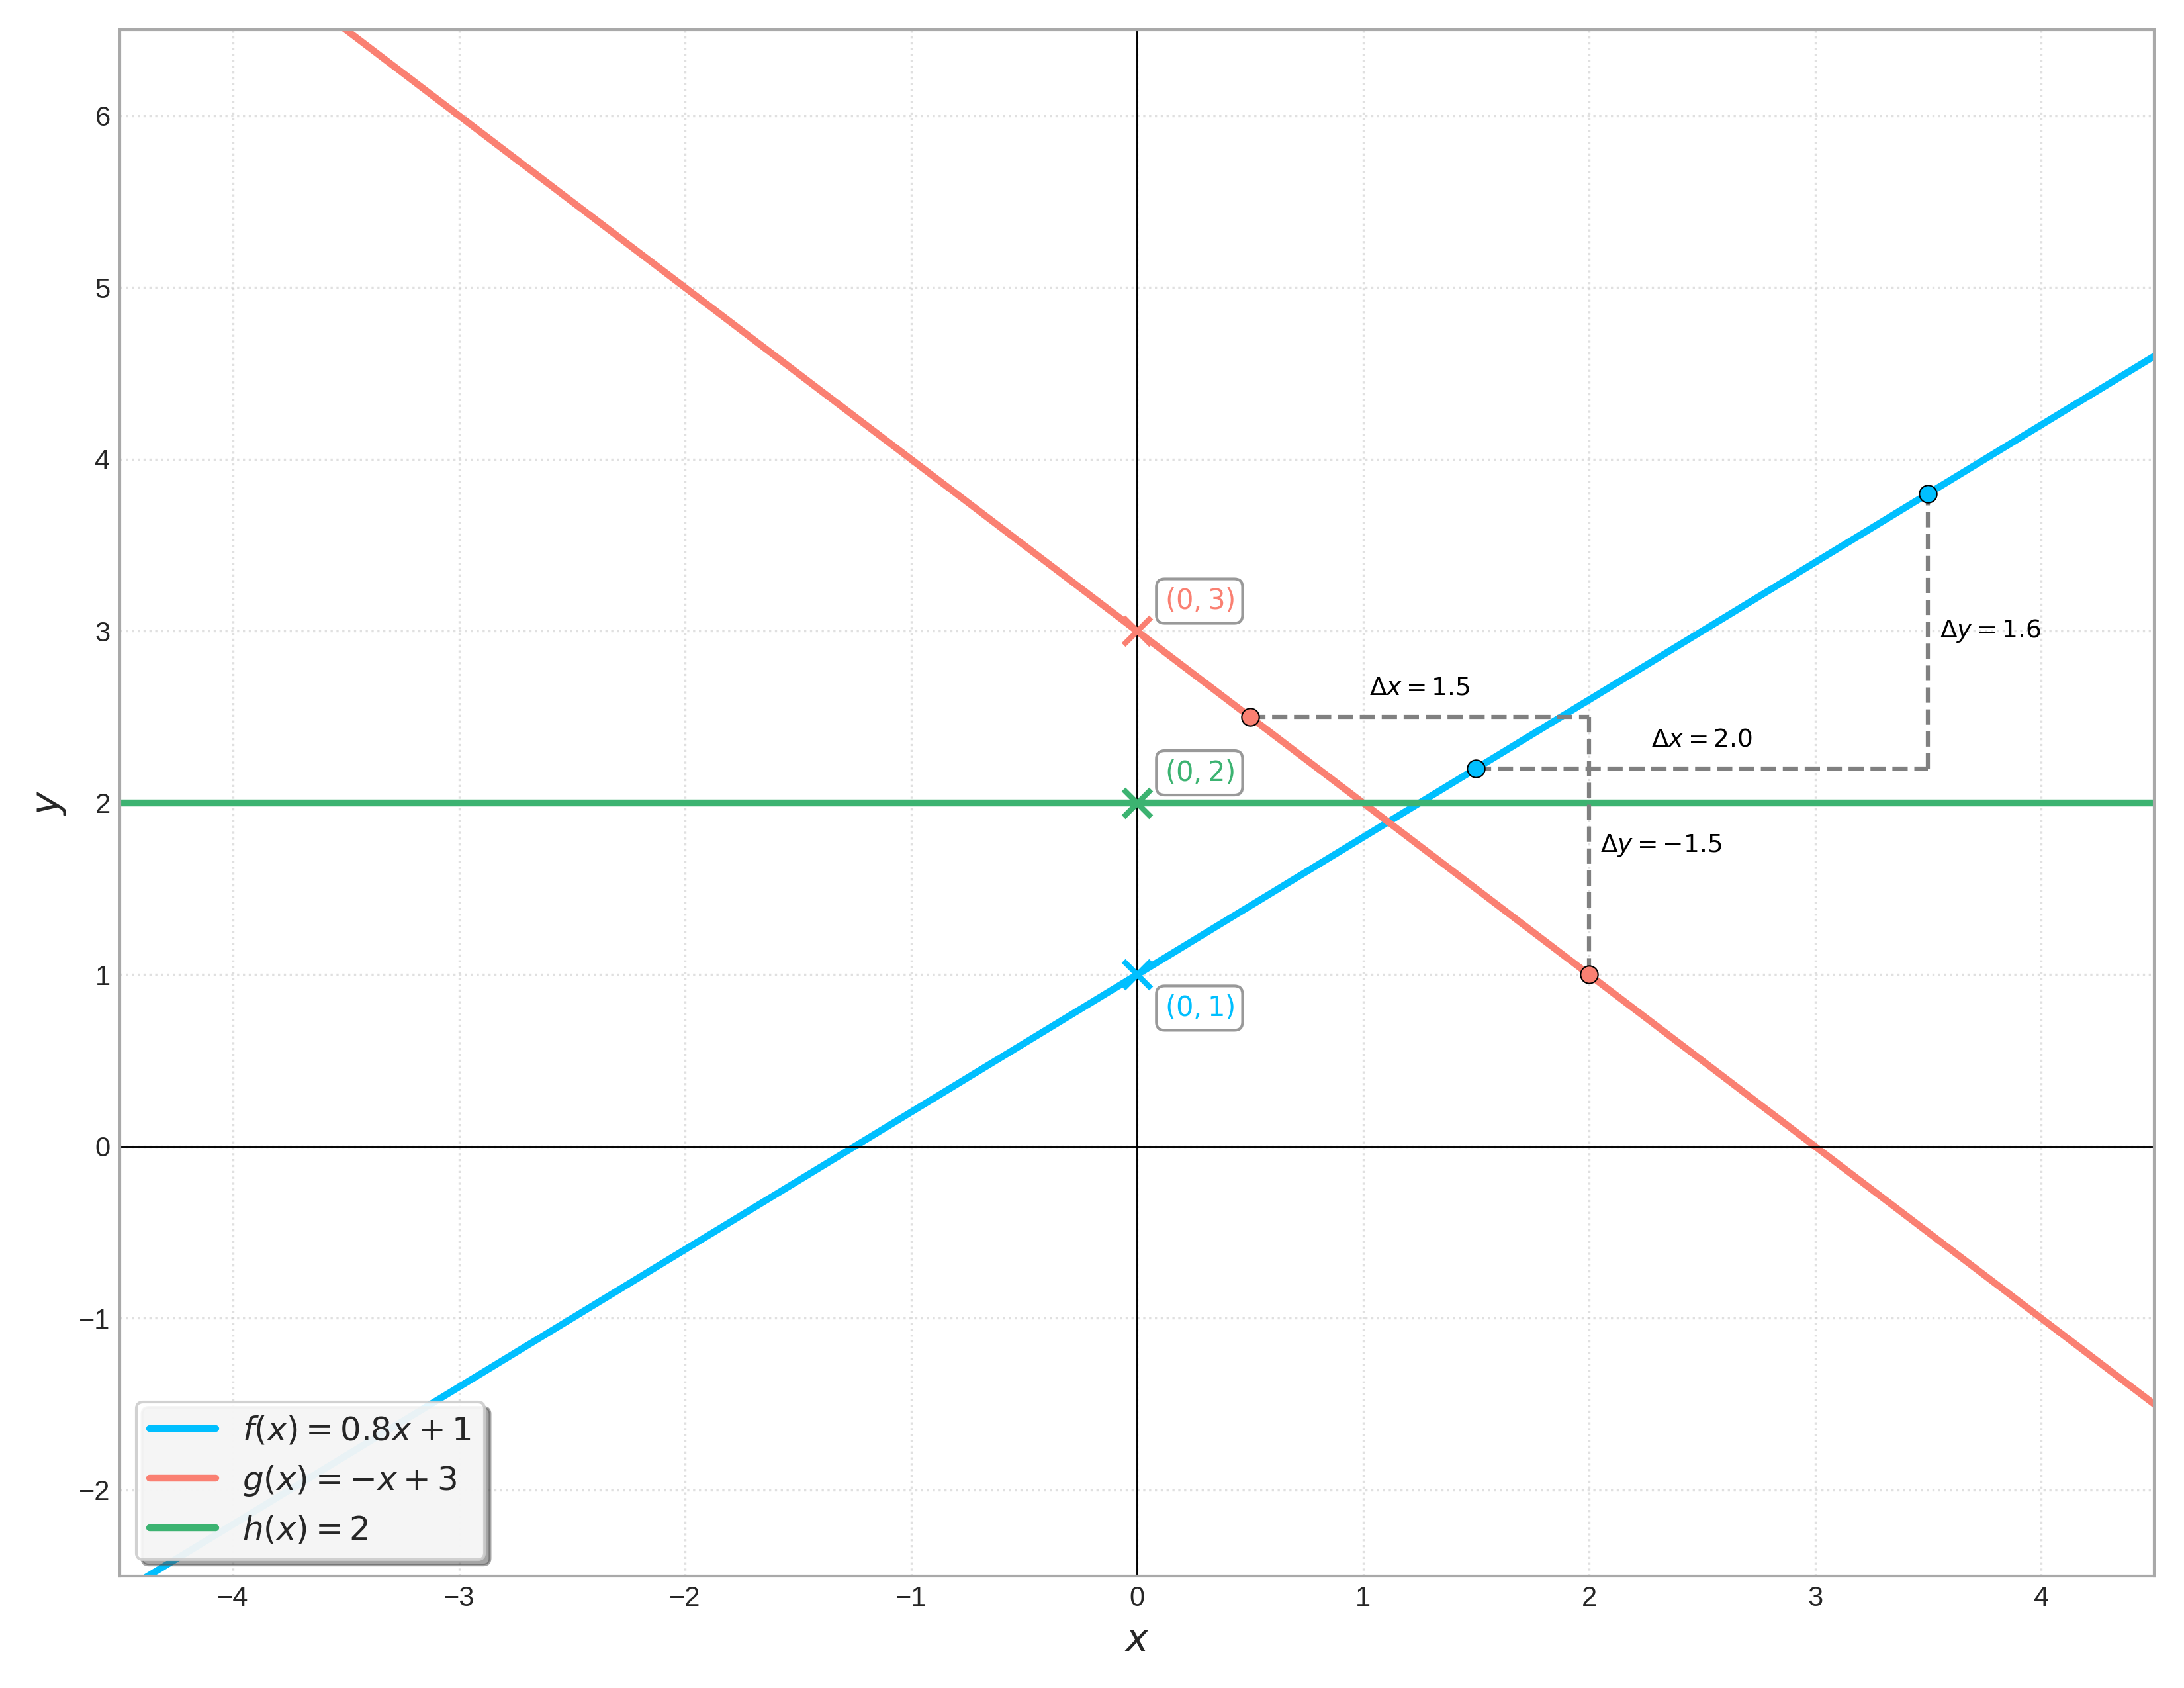 6
5
4
3
2
1
0
−1
−2
y
(0, 3)
Δx = 1.5
Δy = 1.6
Δx = 2.0
(0, 2)
Δy = −1.5
(0, 1)
f(x) = 0.8x + 1
g(x) = −x + 3
h(x) = 2
−4 −3 −2 −1 0 1 2 3 4
x